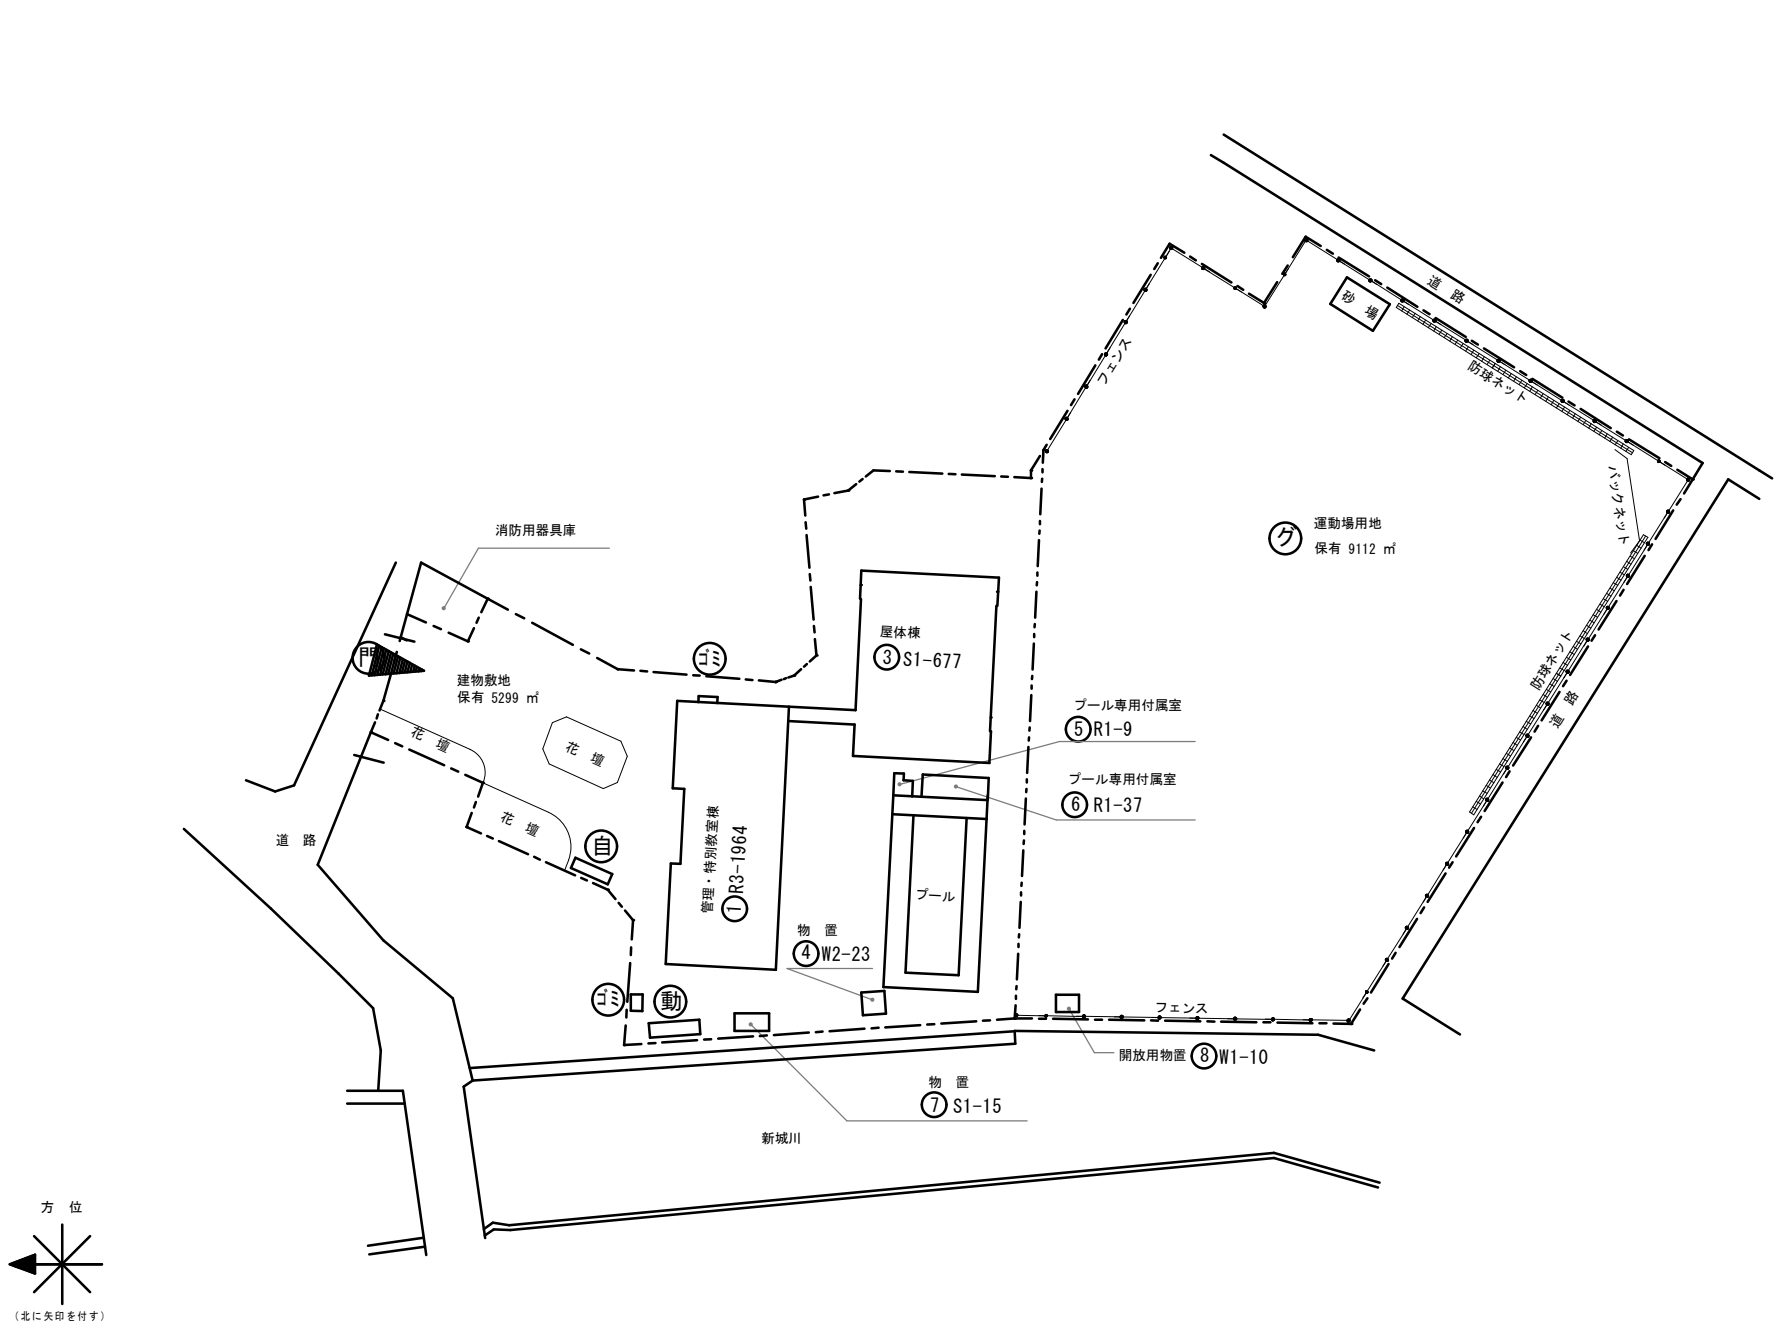 道 路
砂 場
フェンス
防球ネット
バックネット
グ
運動場用地
保有 9112 ㎡
消防用器具庫
屋体棟
③ S1-677
ゴミ
門
建物敷地
保有 5299 ㎡
花 壇
花 壇
花 壇
プール専用付属室
⑤ R1-9
プール専用付属室
⑥ R1-37
防球ネット
道 路
道 路
自
管理・特別教室棟
① R3-1964
プール
物 置
④ W2-23
ゴミ
動
フェンス
開放用物置 ⑧ W1-10
物 置
⑦ S1-15
新城川
方 位
(北に矢印を付す)